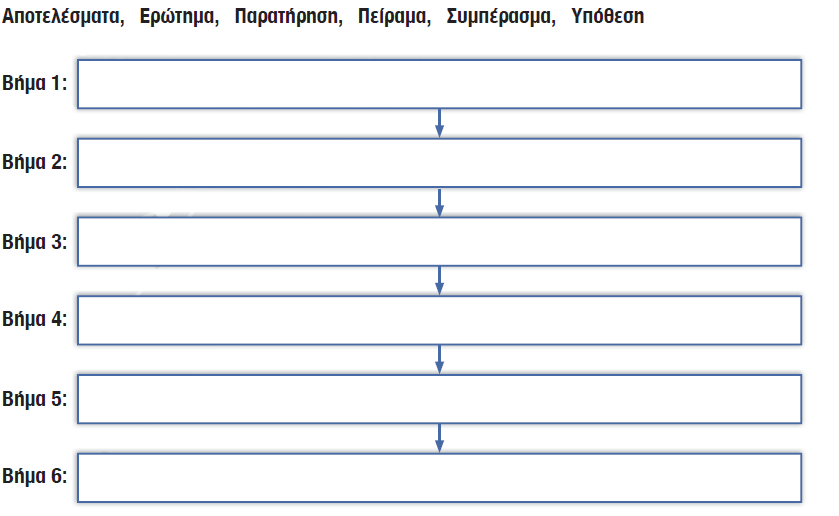 Αποτελέσματα, Ερώτημα, Παρατήρηση, Πείραμα, Συμπέρασμα, Υπόθεση
Βήμα 1:
Βήμα 2:
Βήμα 3:
Βήμα 4:
Βήμα 5:
Βήμα 6: